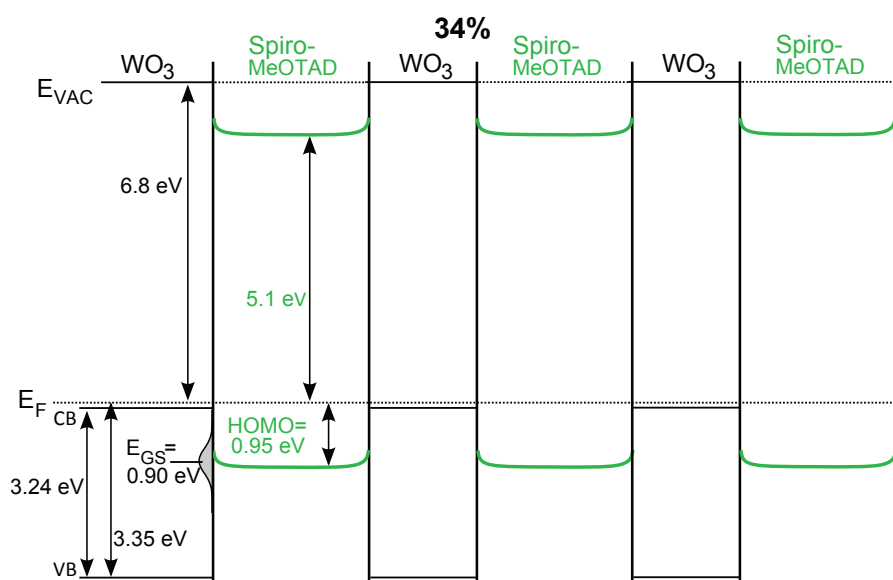 34%
WO3
Spiro-
MeOTAD
WO3
Spiro-
MeOTAD
WO3
Spiro-
MeOTAD
EVAC
6.8 eV
5.1 eV
EF
CB
HOMO=
0.95 eV
EGS=
0.90 eV
3.24 eV
3.35 eV
VB